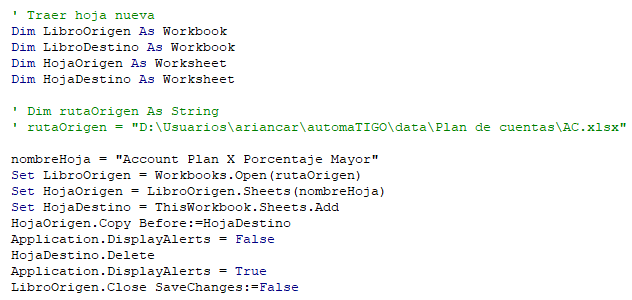 ' Traer hoja nueva
Dim LibroOrigen As Workbook
Dim LibroDestino As Workbook
Dim HojaOrigen As Worksheet
Dim HojaDestino As Worksheet
' Dim rutaOrigen As String
' rutaOrigen = "D:\Usuarios\ariancar\automaTIGO\data\Plan de cuentas\AC.xlsx"
nombreHoja = "Account Plan X Porcentaje Mayor"
Set LibroOrigen = Workbooks.Open(rutaOrigen)
Set HojaOrigen = LibroOrigen.Sheets(nombreHoja)
Set HojaDestino = ThisWorkbook.Sheets.Add
HojaOrigen.Copy Before:=HojaDestino
Application.DisplayAlerts = False
HojaDestino.Delete
Application.DisplayAlerts = True
LibroOrigen.Close SaveChanges:=False